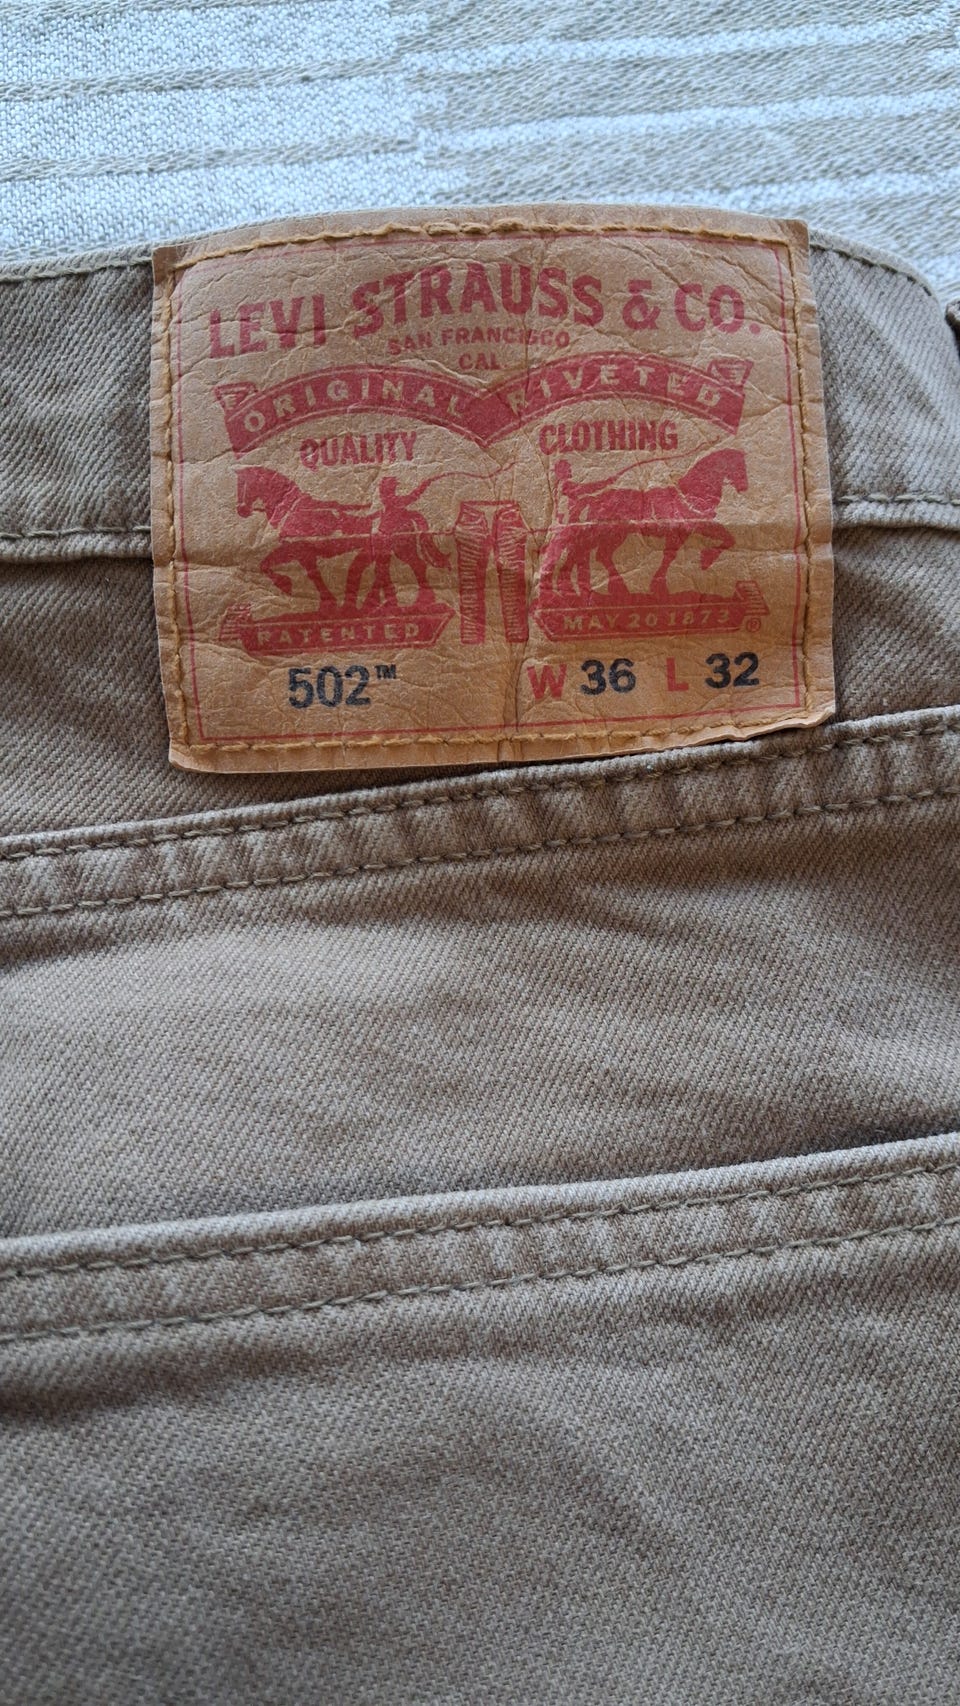 LEVI STRAUSS & CO.
SAN FRANCISCO
CAL.
ORIGINAL RIVETED
QUALITY CLOTHING
PATENTED MAY 20 1873 ®
502™ W 36 L 32